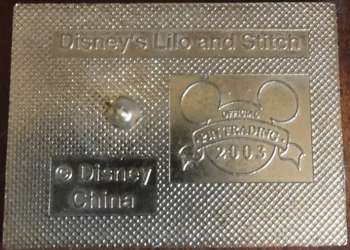 Disney's Lilo and Stitch
OFFICIAL
PIN TRADING
2003
© Disney
China